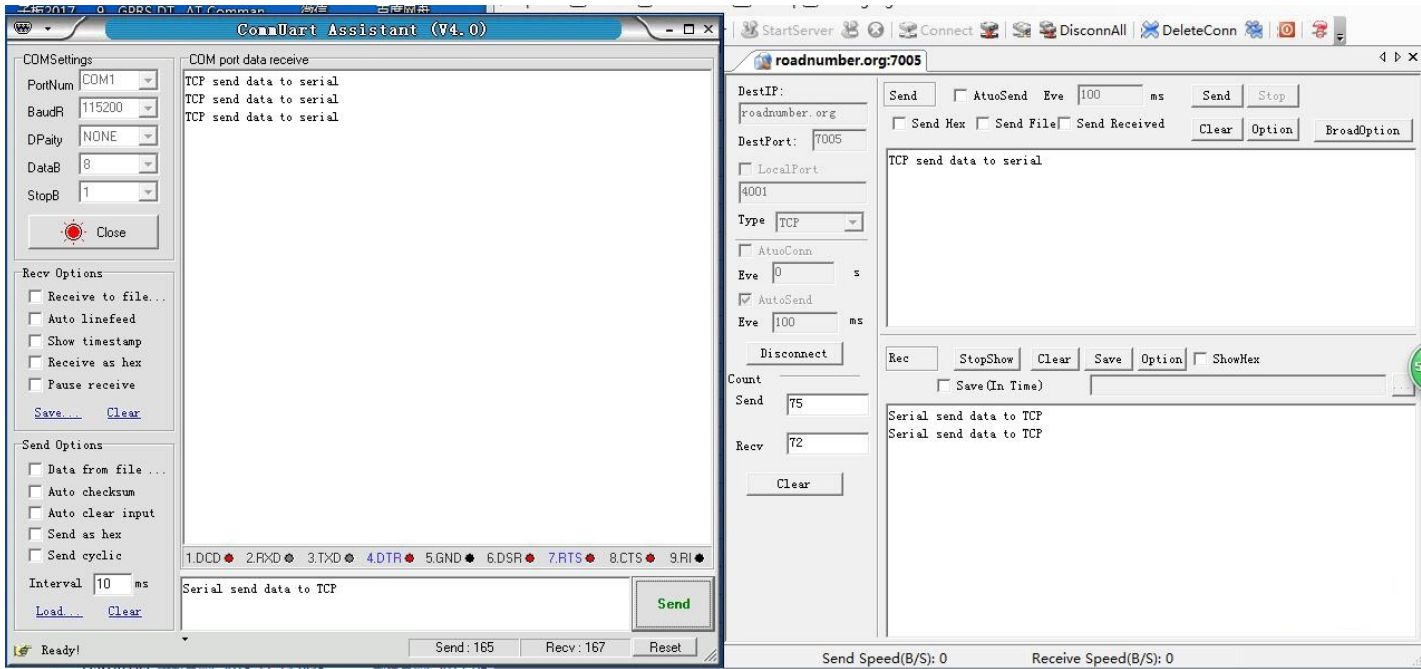 CommUart Assistant (V4.0)
COMSettings
PortNum COM1
BaudR 115200
DPaity NONE
DataB 8
StopB 1
Close
Recv Options
Receive to file...
Auto linefeed
Show timestamp
Receive as hex
Pause receive
Save... Clear
Send Options
Data from file ...
Auto checksum
Auto clear input
Send as hex
Send cyclic
Interval 10 ms
Load... Clear
COM port data receive
TCP send data to serial
TCP send data to serial
TCP send data to serial
1.DCD 2.RXD 3.TXD 4.DTR 5.GND 6.DSR 7.RTS 8.CTS 9.RI
Serial send data to TCP
Send
Ready!
Send : 165 Recv : 167 Reset
StartServer Connect DisconnAll DeleteConn
roadnumber.org:7005
DestIP:
roadnumber.org
DestPort: 7005
LocalPort
4001
Type TCP
AtuoConn
Eve 0 s
AutoSend
Eve 100 ms
Disconnect
Count
Send 75
Recv 72
Clear
Send AtuoSend Eve 100 ms Send Stop
Send Hex Send File Send Received Clear Option BroadOption
TCP send data to serial
Rec StopShow Clear Save Option ShowHex
Save(In Time) ...
Serial send data to TCP
Serial send data to TCP
Send Speed(B/S): 0 Receive Speed(B/S): 0